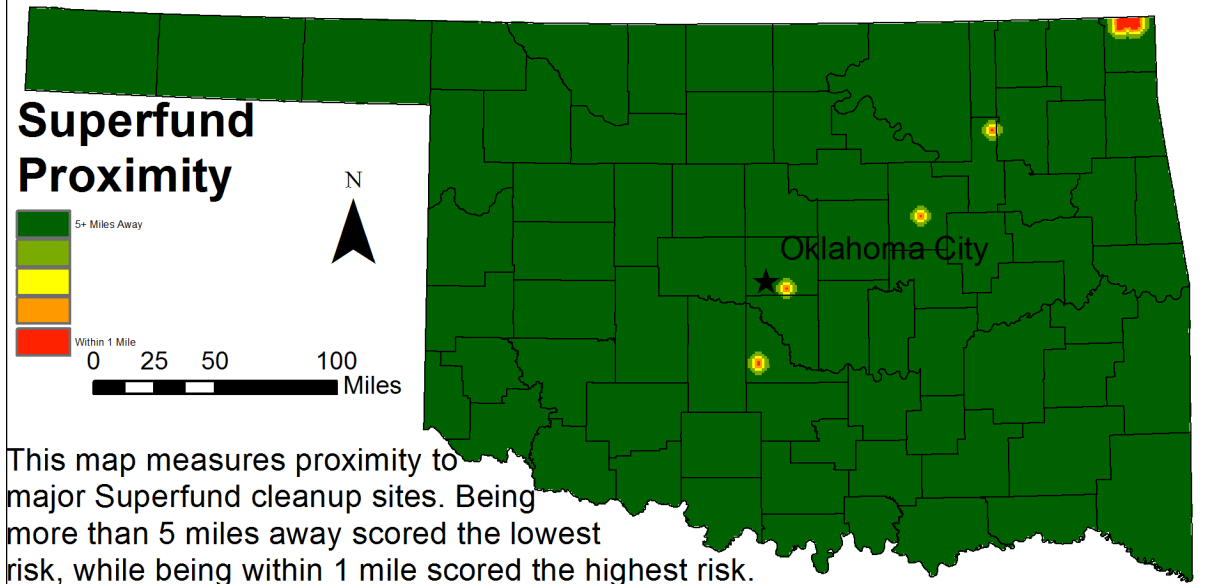 Superfund
Proximity
N
5+ Miles Away
Within 1 Mile
0 25 50 100
Miles
Oklahoma City
This map measures proximity to
major Superfund cleanup sites. Being
more than 5 miles away scored the lowest
risk, while being within 1 mile scored the highest risk.